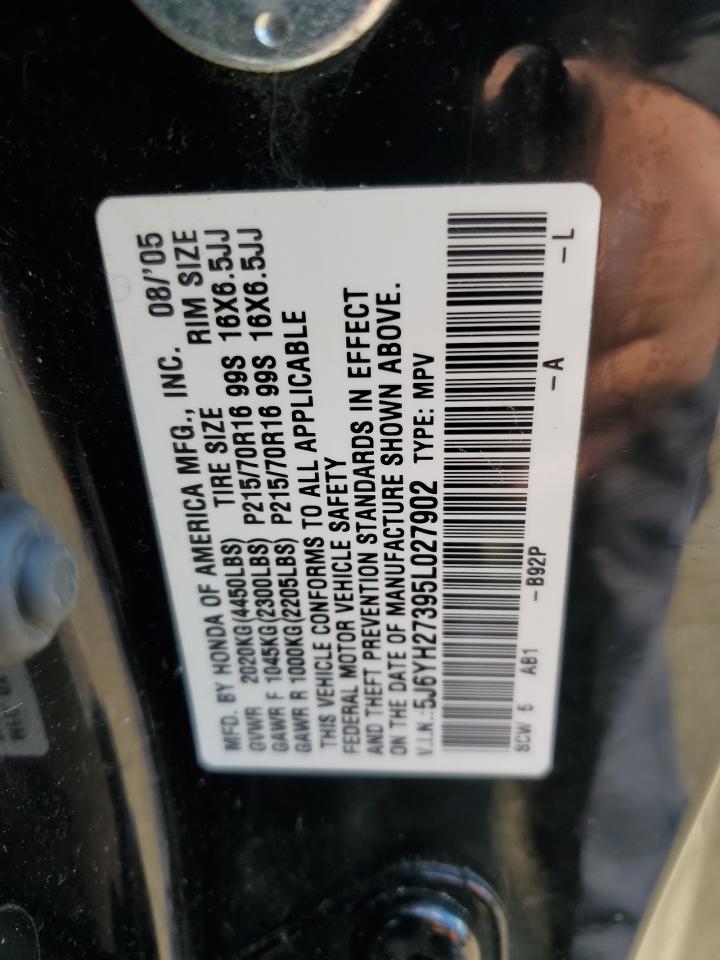 MFD. BY HONDA OF AMERICA MFG., INC. 08/'05
TIRE SIZE RIM SIZE
GVWR 2020KG(4450LBS)
GAWR F 1045KG(2300LBS) P215/70R16 99S 16X6.5JJ
GAWR R 1000KG(2205LBS) P215/70R16 99S 16X6.5JJ
THIS VEHICLE CONFORMS TO ALL APPLICABLE
FEDERAL MOTOR VEHICLE SAFETY
AND THEFT PREVENTION STANDARDS IN EFFECT
ON THE DATE OF MANUFACTURE SHOWN ABOVE.
V.I.N.:5J6YH27395L027902 TYPE: MPV
SCW 5 AB1 -B92P -A -L